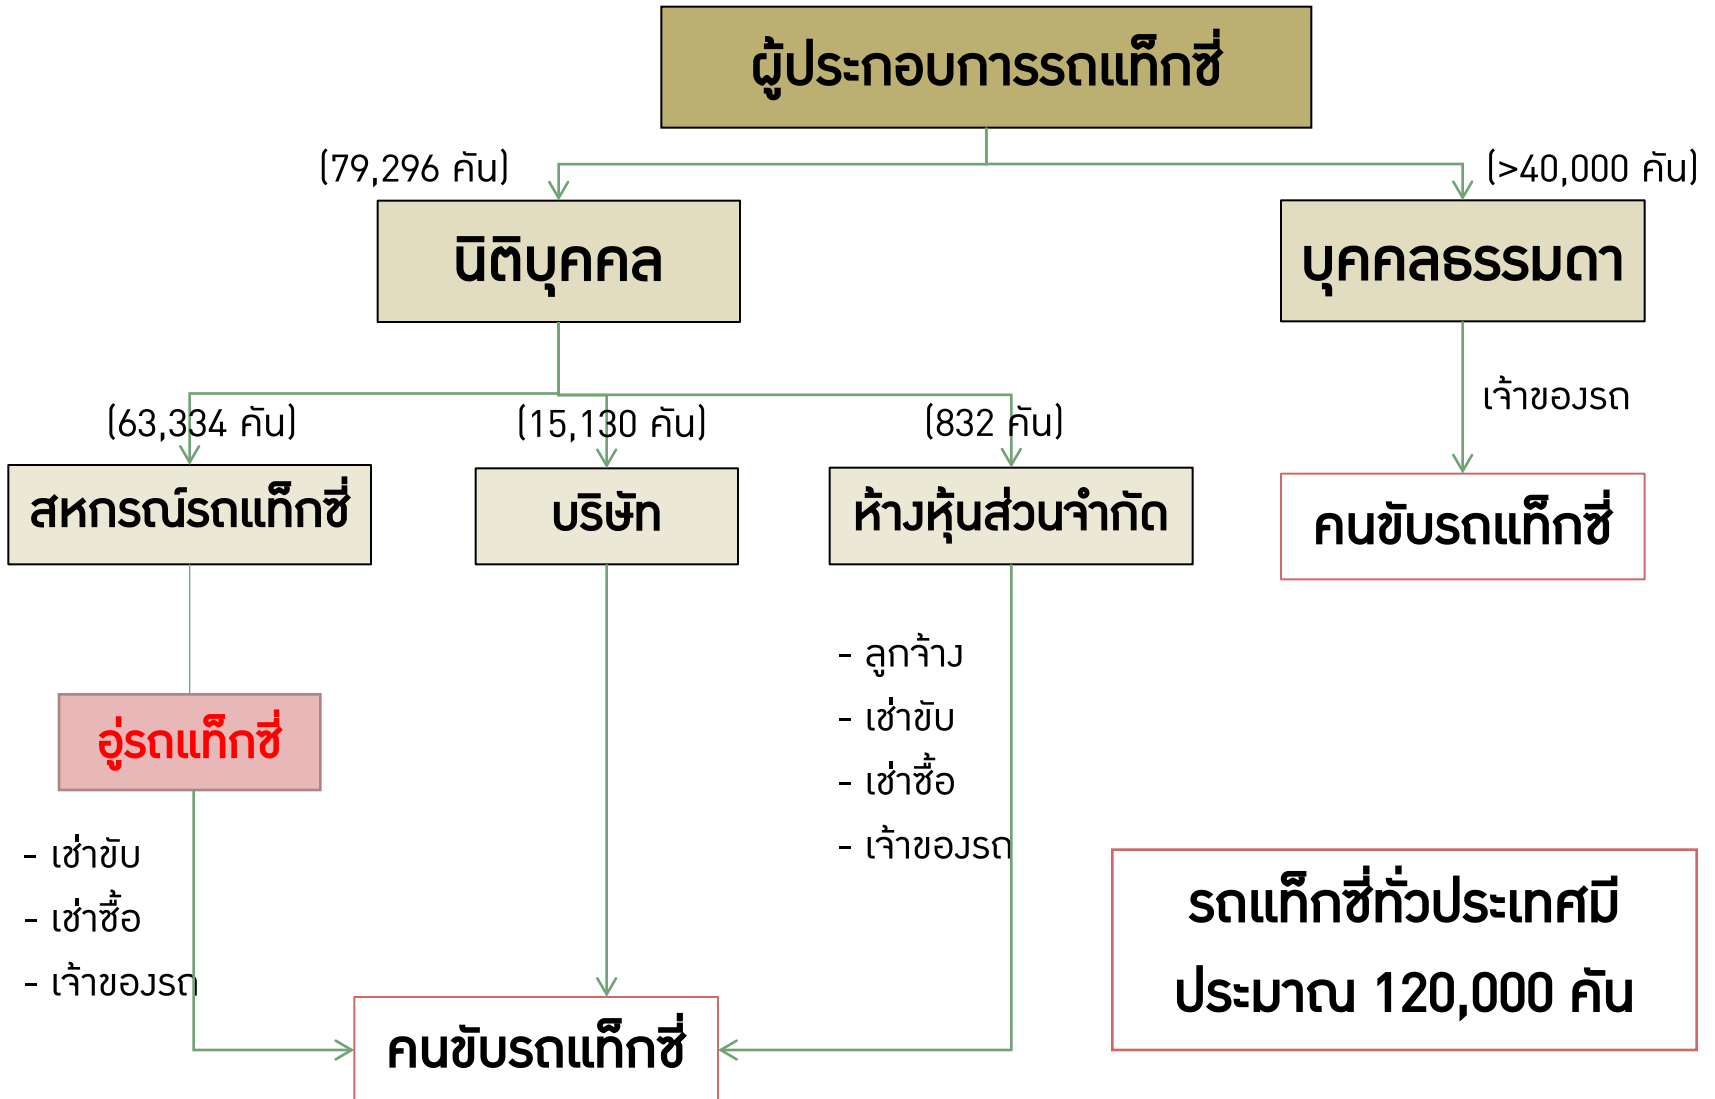 ผู้ประกอบการรถแท็กซี่
(79,296 คัน)
(>40,000 คัน)
นิติบุคคล
บุคคลธรรมดา
เจ้าของรถ
(63,334 คัน)
(15,130 คัน)
(832 คัน)
สหกรณ์รถแท็กซี่
บริษัท
ห้างหุ้นส่วนจำกัด
คนขับรถแท็กซี่
- ลูกจ้าง
- เช่าขับ
- เช่าซื้อ
- เจ้าของรถ
อู่รถแท็กซี่
- เช่าขับ
- เช่าซื้อ
- เจ้าของรถ
รถแท็กซี่ทั่วประเทศมี
ประมาณ 120,000 คัน
คนขับรถแท็กซี่